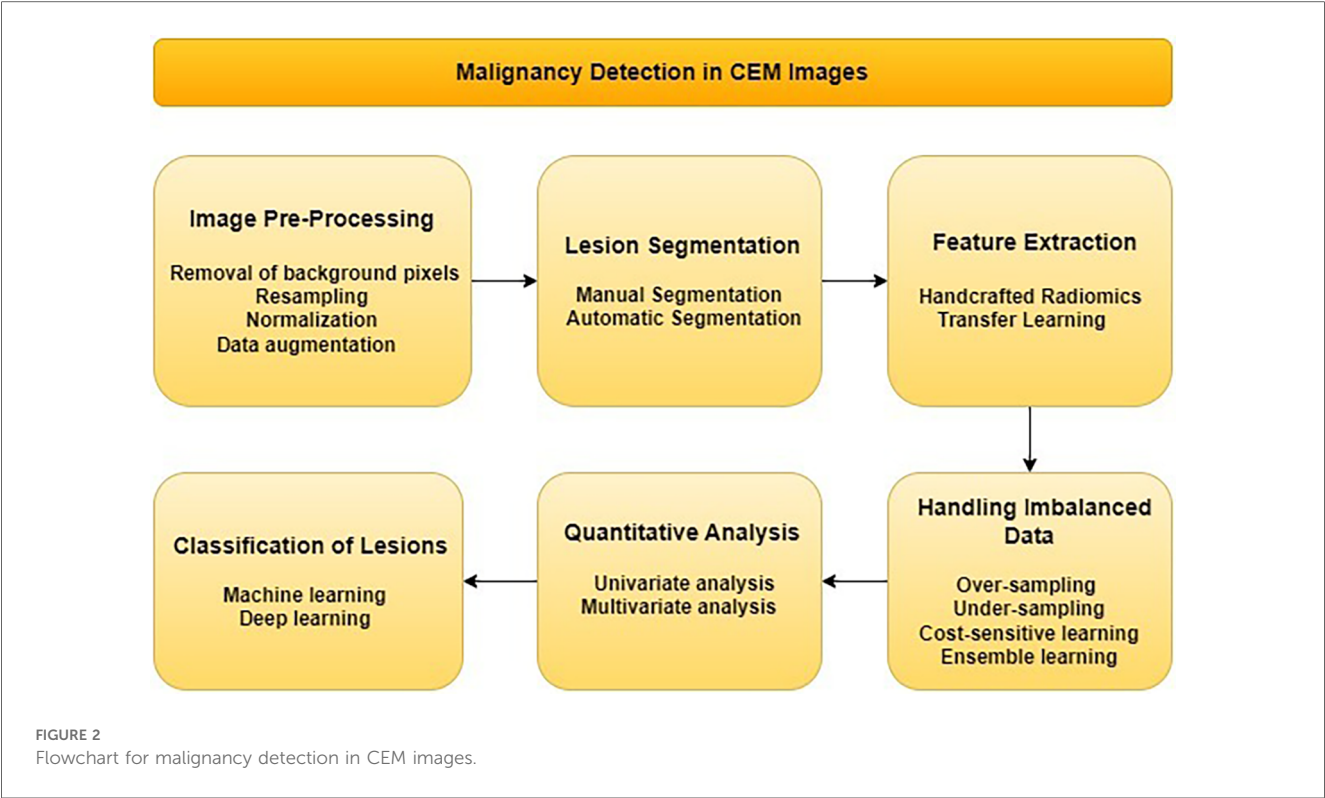 Malignancy Detection in CEM Images
Image Pre-Processing
Removal of background pixels
Resampling
Normalization
Data augmentation
Lesion Segmentation
Manual Segmentation
Automatic Segmentation
Feature Extraction
Handcrafted Radiomics
Transfer Learning
Handling Imbalanced
Data
Over-sampling
Under-sampling
Cost-sensitive learning
Ensemble learning
Quantitative Analysis
Univariate analysis
Multivariate analysis
Classification of Lesions
Machine learning
Deep learning
FIGURE 2
Flowchart for malignancy detection in CEM images.